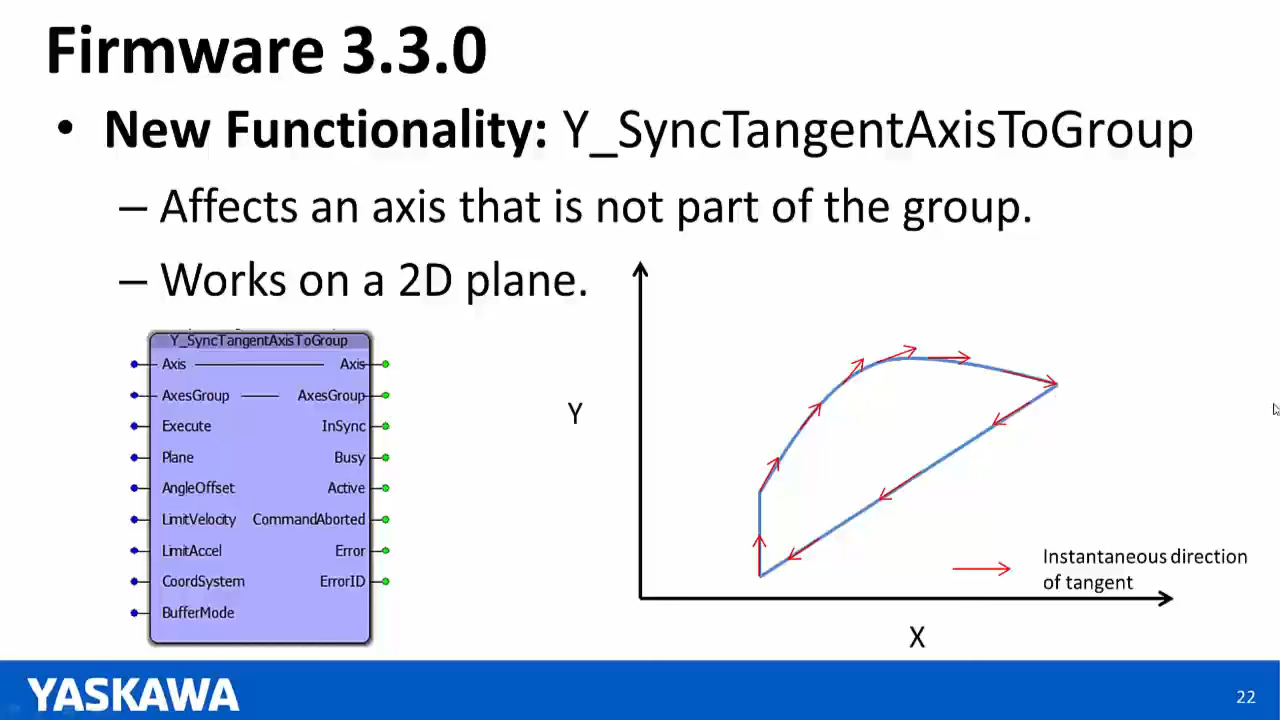 Firmware 3.3.0
• New Functionality: Y_SyncTangentAxisToGroup
– Affects an axis that is not part of the group.
– Works on a 2D plane.
Y_SyncTangentAxisToGroup
Axis Axis
AxesGroup AxesGroup
Execute InSync
Plane Busy
AngleOffset Active
LimitVelocity CommandAborted
LimitAccel Error
CoordSystem ErrorID
BufferMode
Y
Instantaneous direction
of tangent
X
YASKAWA
22